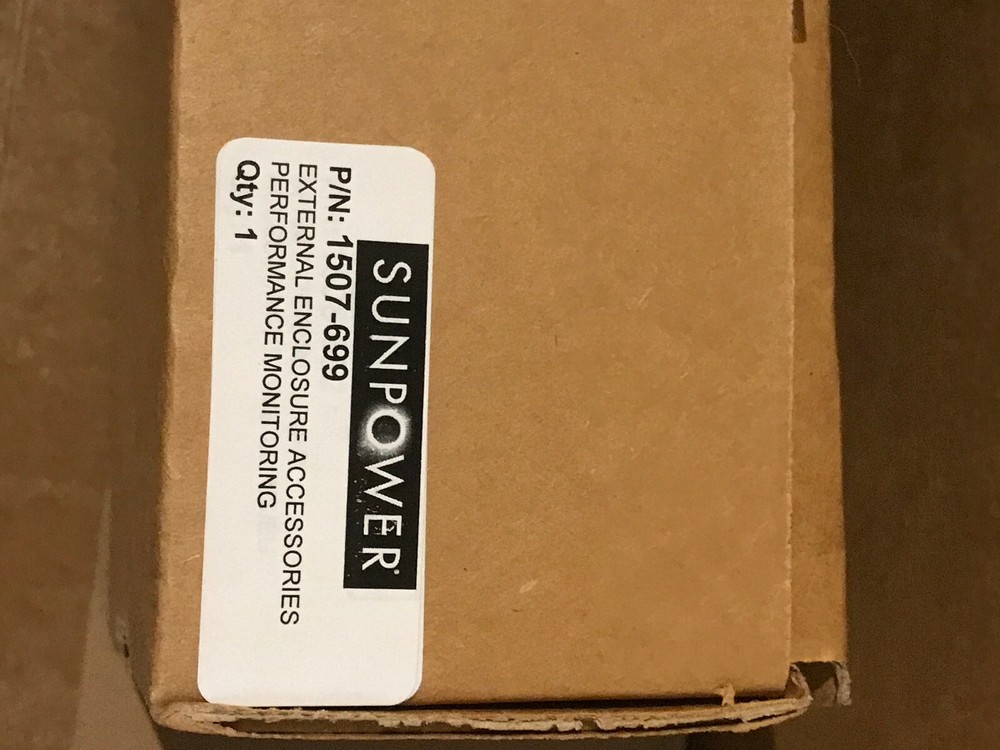 SUNPOWER
P/N: 1507-699
EXTERNAL ENCLOSURE ACCESSORIES
PERFORMANCE MONITORING
Qty: 1